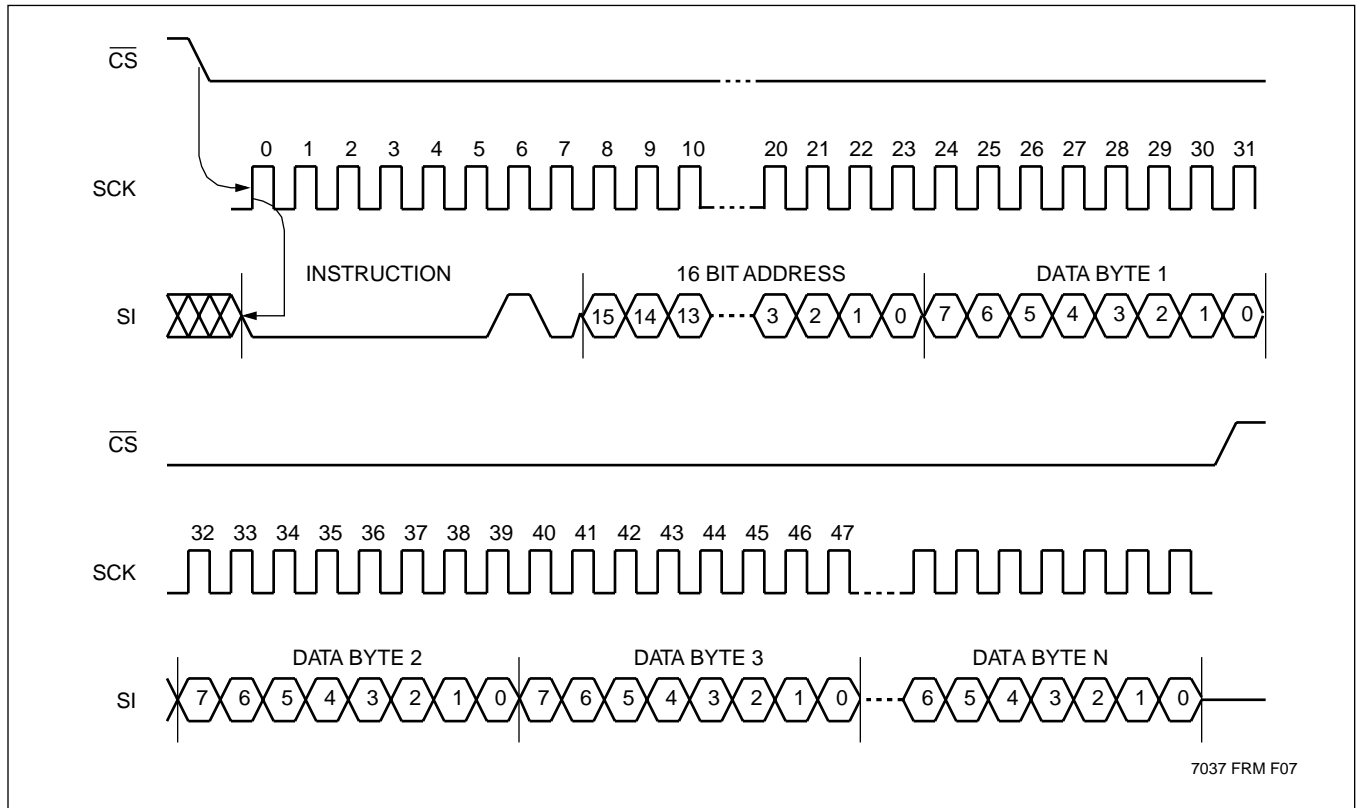 CS
0 1 2 3 4 5 6 7 8 9 10 20 21 22 23 24 25 26 27 28 29 30 31
SCK
INSTRUCTION 16 BIT ADDRESS DATA BYTE 1
SI 15 14 13 3 2 1 0 7 6 5 4 3 2 1 0
CS
32 33 34 35 36 37 38 39 40 41 42 43 44 45 46 47
SCK
DATA BYTE 2 DATA BYTE 3 DATA BYTE N
SI 7 6 5 4 3 2 1 0 7 6 5 4 3 2 1 0 6 5 4 3 2 1 0
7037 FRM F07